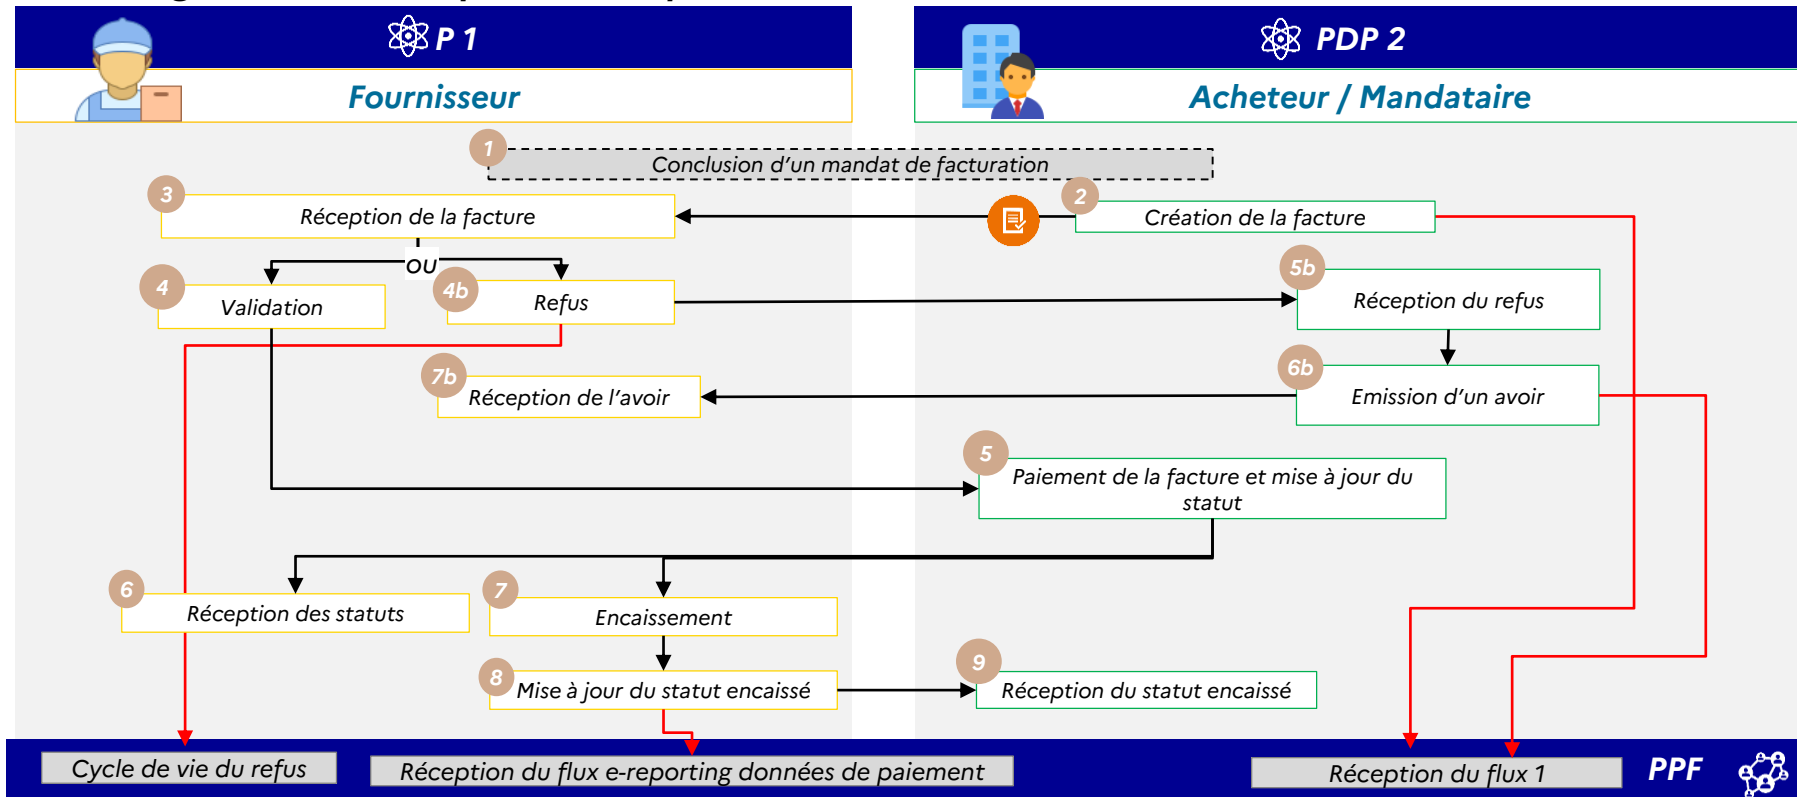 P 1
PDP 2
Fournisseur
Acheteur / Mandataire
1
Conclusion d'un mandat de facturation
3
Réception de la facture
2
Création de la facture
OU
4
Validation
4b
Refus
5b
Réception du refus
7b
Réception de l'avoir
6b
Emission d'un avoir
5
Paiement de la facture et mise à jour du
statut
6
Réception des statuts
7
Encaissement
8
Mise à jour du statut encaissé
9
Réception du statut encaissé
Cycle de vie du refus
Réception du flux e-reporting données de paiement
Réception du flux 1
PPF